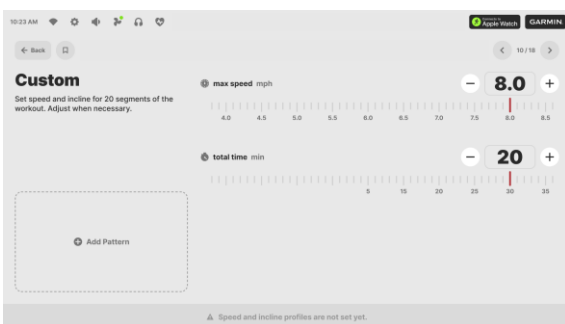 10:23 AM
Connects to
Apple Watch
GARMIN
Back
10 / 18
Custom
Set speed and incline for 20 segments of the
workout. Adjust when necessary.
max speed mph
8.0
4.0 4.5 5.0 5.5 6.0 6.5 7.0 7.5 8.0 8.5
total time min
20
5 15 20 25 30 35
Add Pattern
Speed and incline profiles are not set yet.